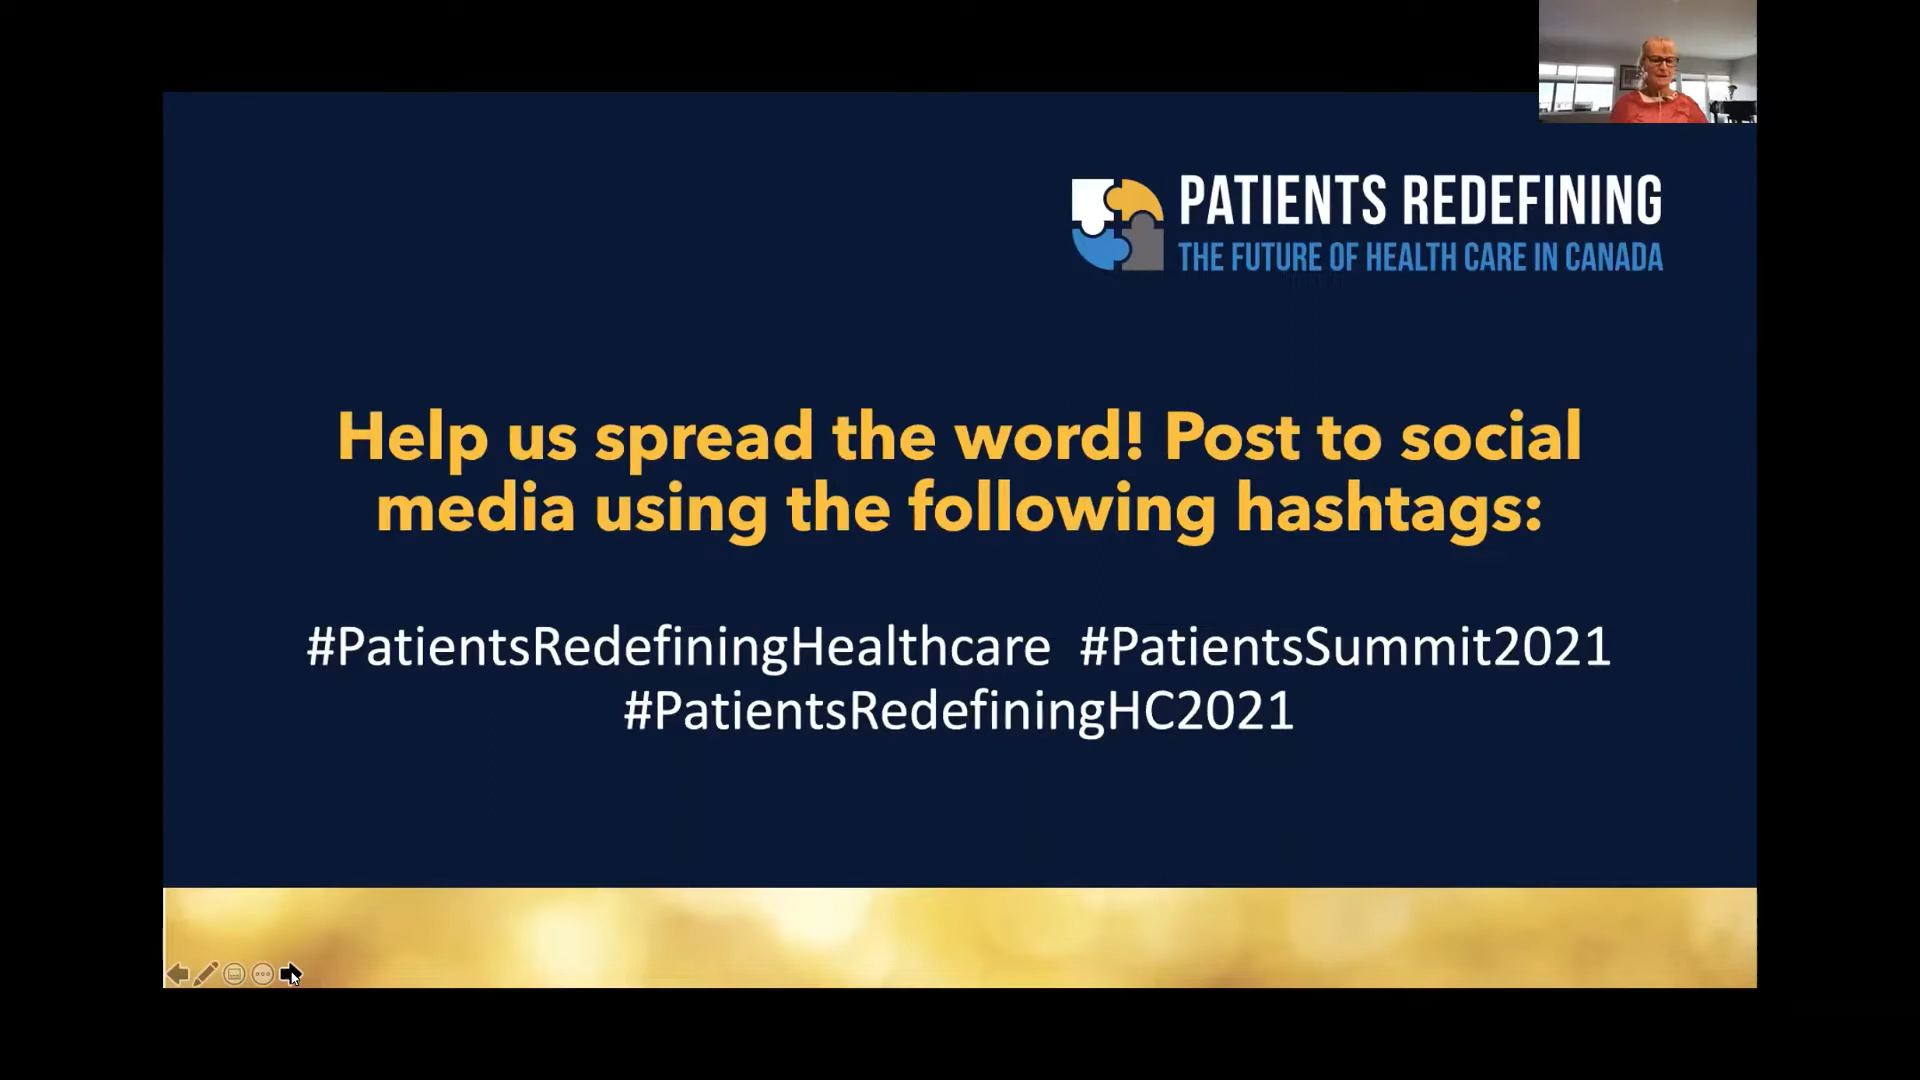 PATIENTS REDEFINING
THE FUTURE OF HEALTH CARE IN CANADA
Help us spread the word! Post to social
media using the following hashtags:
#PatientsRedefiningHealthcare #PatientsSummit2021
#PatientsRedefiningHC2021